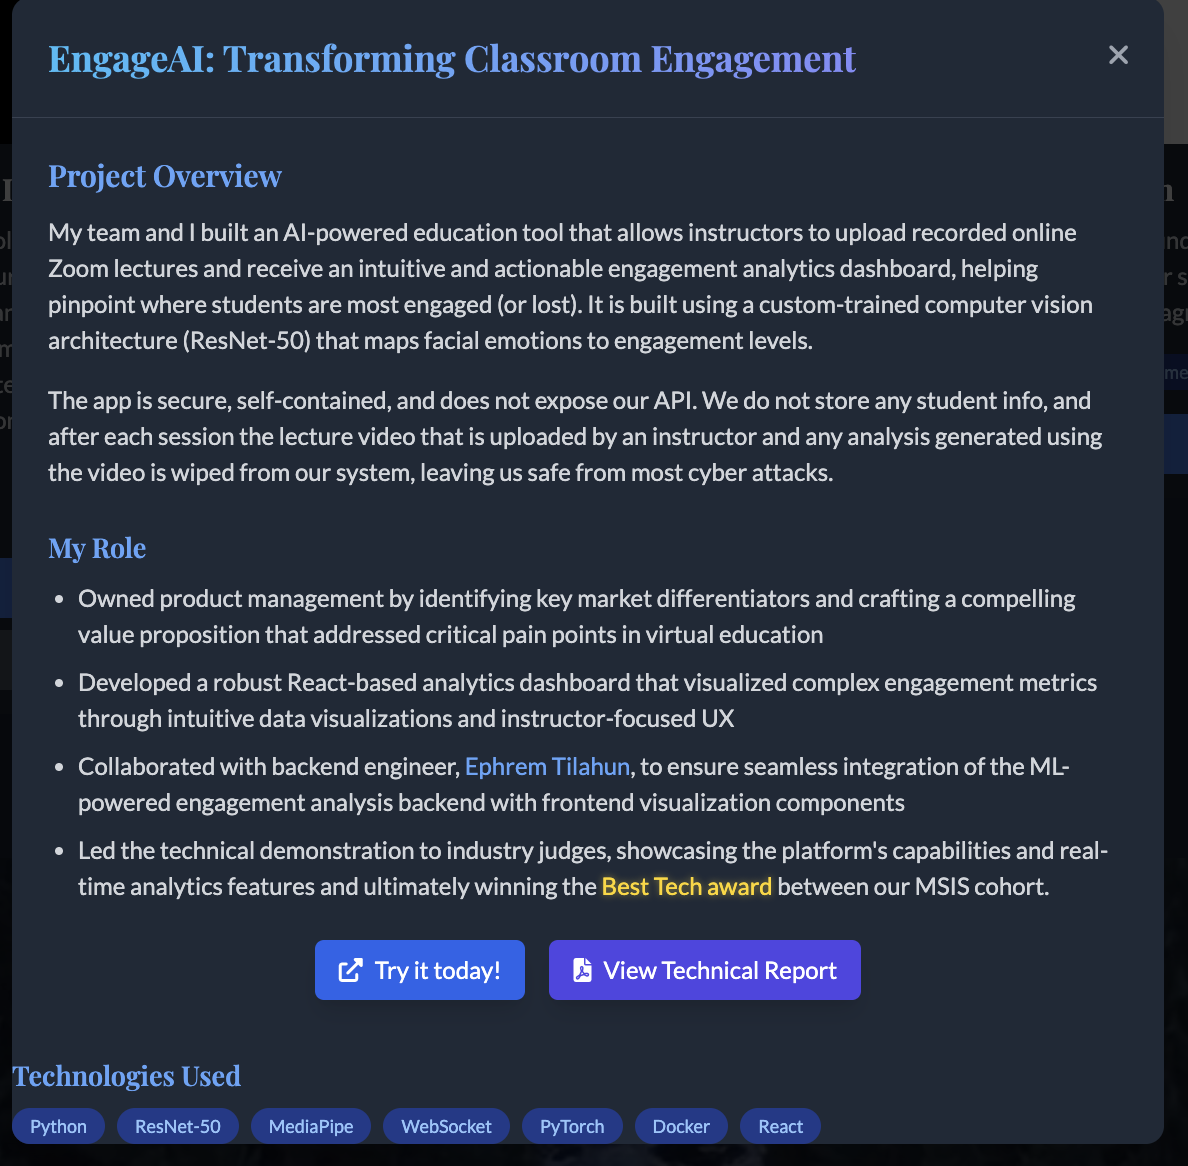 EngageAI: Transforming Classroom Engagement
Project Overview
My team and I built an AI-powered education tool that allows instructors to upload recorded online
Zoom lectures and receive an intuitive and actionable engagement analytics dashboard, helping
pinpoint where students are most engaged (or lost). It is built using a custom-trained computer vision
architecture (ResNet-50) that maps facial emotions to engagement levels.
The app is secure, self-contained, and does not expose our API. We do not store any student info, and
after each session the lecture video that is uploaded by an instructor and any analysis generated using
the video is wiped from our system, leaving us safe from most cyber attacks.
My Role
• Owned product management by identifying key market differentiators and crafting a compelling
value proposition that addressed critical pain points in virtual education
• Developed a robust React-based analytics dashboard that visualized complex engagement metrics
through intuitive data visualizations and instructor-focused UX
• Collaborated with backend engineer, Ephrem Tilahun, to ensure seamless integration of the ML-
powered engagement analysis backend with frontend visualization components
• Led the technical demonstration to industry judges, showcasing the platform's capabilities and real-
time analytics features and ultimately winning the Best Tech award between our MSIS cohort.
Try it today! View Technical Report
Technologies Used
Python ResNet-50 MediaPipe WebSocket PyTorch Docker React